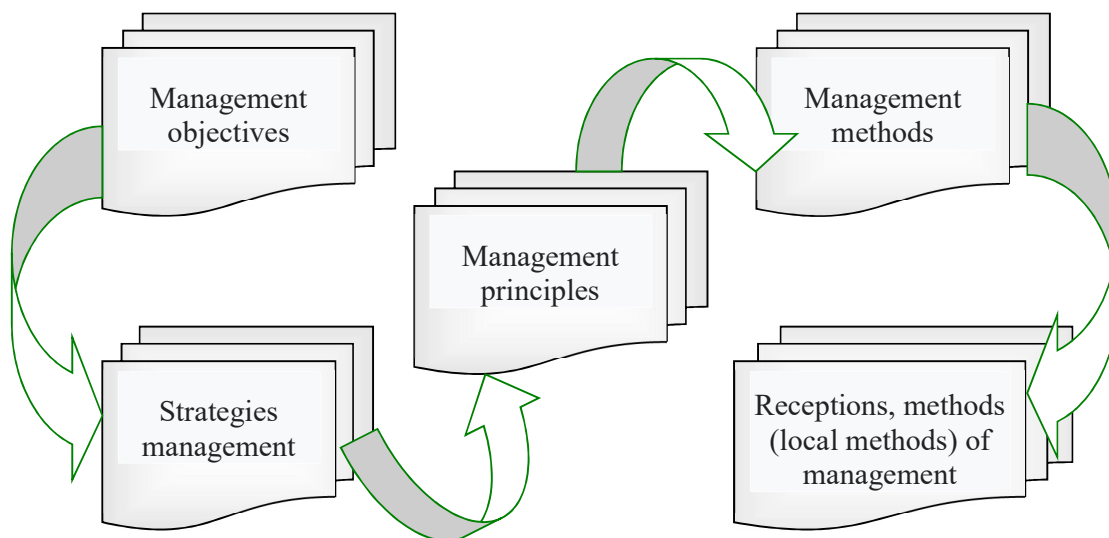 Management
objectives
Strategies
management
Management
principles
Management
methods
Receptions, methods
(local methods) of
management